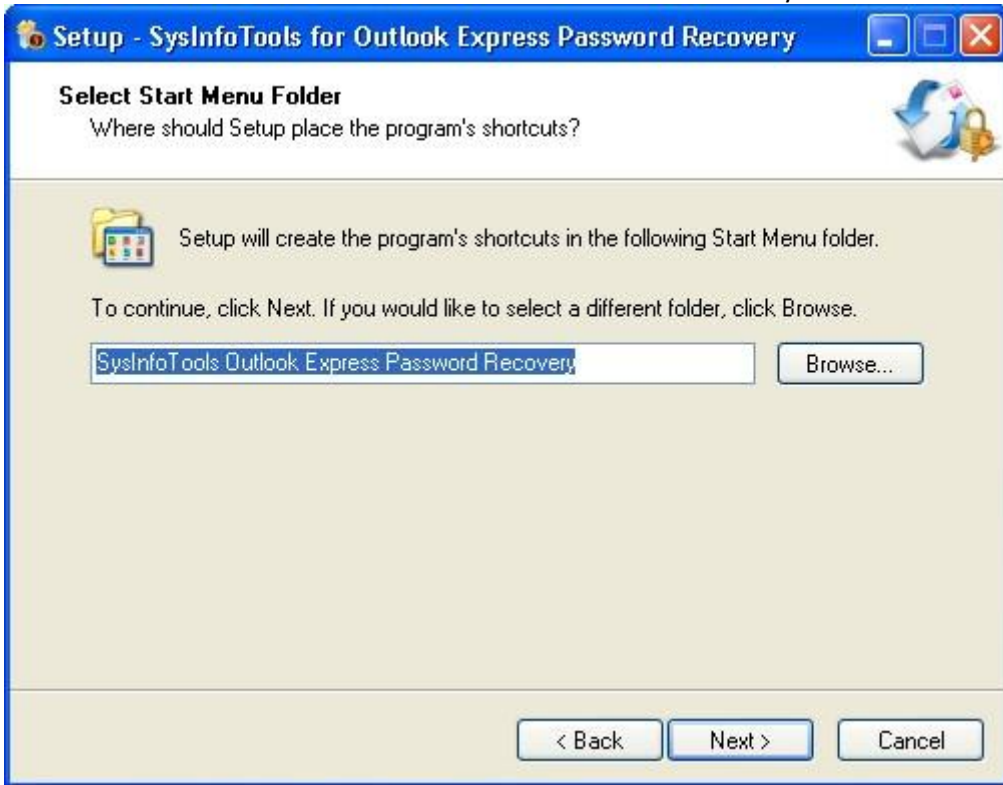 Setup - SysInfoTools for Outlook Express Password Recovery
Select Start Menu Folder
Where should Setup place the program's shortcuts?
Setup will create the program's shortcuts in the following Start Menu folder.
To continue, click Next. If you would like to select a different folder, click Browse.
SysInfoTools Outlook Express Password Recovery
Browse...
< Back
Next >
Cancel